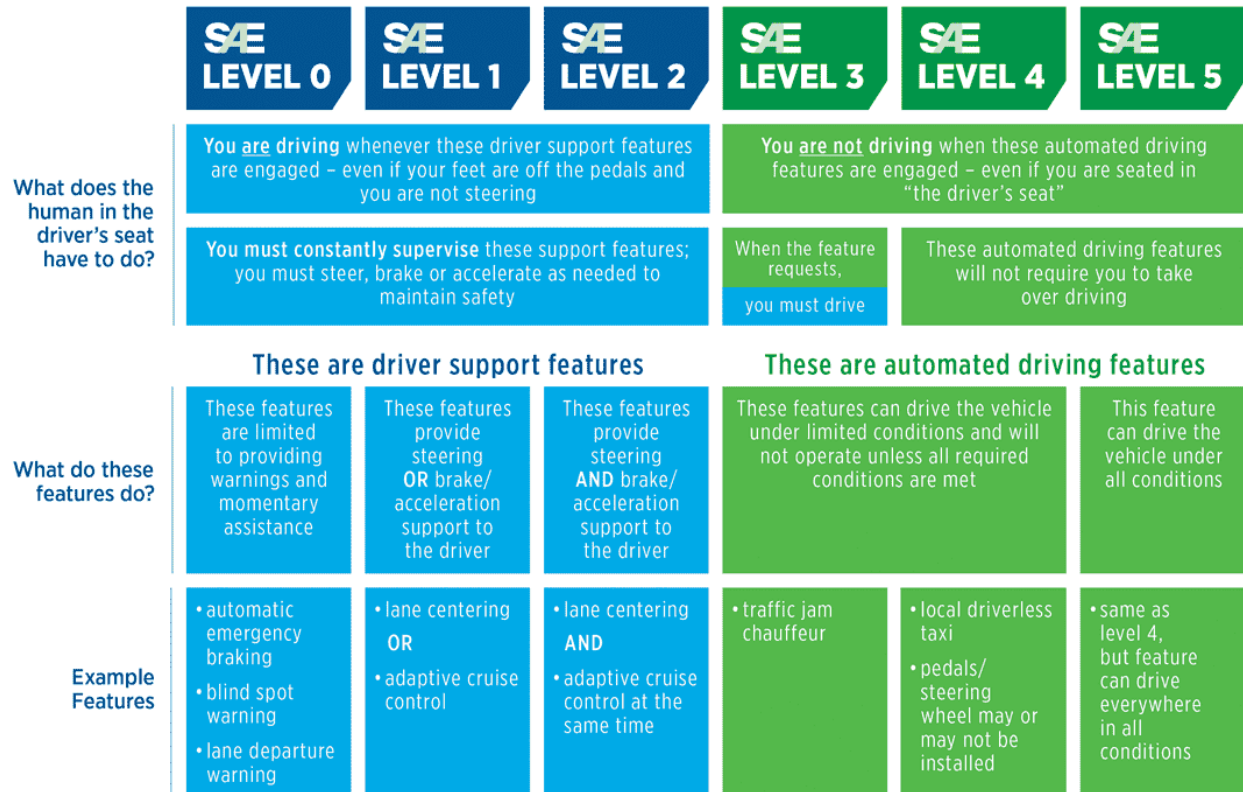 SAE
LEVEL 0
SAE
LEVEL 1
SAE
LEVEL 2
SAE
LEVEL 3
SAE
LEVEL 4
SAE
LEVEL 5
What does the
human in the
driver's seat
have to do?
You are driving whenever these driver support features
are engaged – even if your feet are off the pedals and
you are not steering
You are not driving when these automated driving
features are engaged – even if you are seated in
“the driver's seat”
You must constantly supervise these support features;
you must steer, brake or accelerate as needed to
maintain safety
When the feature
requests,
you must drive
These automated driving features
will not require you to take
over driving
These are driver support features
These are automated driving features
What do these
features do?
These features
are limited
to providing
warnings and
momentary
assistance
These features
provide
steering
OR brake/
acceleration
support to
the driver
These features
provide
steering
AND brake/
acceleration
support to
the driver
These features can drive the vehicle
under limited conditions and will
not operate unless all required
conditions are met
This feature
can drive the
vehicle under
all conditions
Example
Features
• automatic
emergency
braking
• blind spot
warning
• lane departure
warning
• lane centering
OR
• adaptive cruise
control
• lane centering
AND
• adaptive cruise
control at the
same time
• traffic jam
chauffeur
• local driverless
taxi
• pedals/
steering
wheel may or
may not be
installed
• same as
level 4,
but feature
can drive
everywhere
in all
conditions